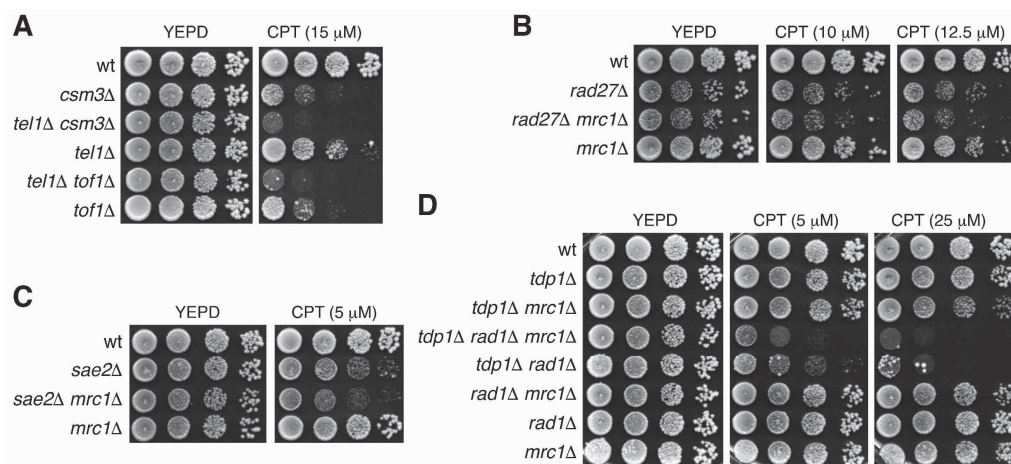 A
YEPD
CPT (15 μM)
wt
csm3Δ
tel1Δ csm3Δ
tel1Δ
tel1Δ tof1Δ
tof1Δ
B
YEPD
CPT (10 μM)
CPT (12.5 μM)
wt
rad27Δ
rad27Δ mrc1Δ
mrc1Δ
C
YEPD
CPT (5 μM)
wt
sae2Δ
sae2Δ mrc1Δ
mrc1Δ
D
YEPD
CPT (5 μM)
CPT (25 μM)
wt
tdp1Δ
tdp1Δ mrc1Δ
tdp1Δ rad1Δ mrc1Δ
tdp1Δ rad1Δ
rad1Δ mrc1Δ
rad1Δ
mrc1Δ